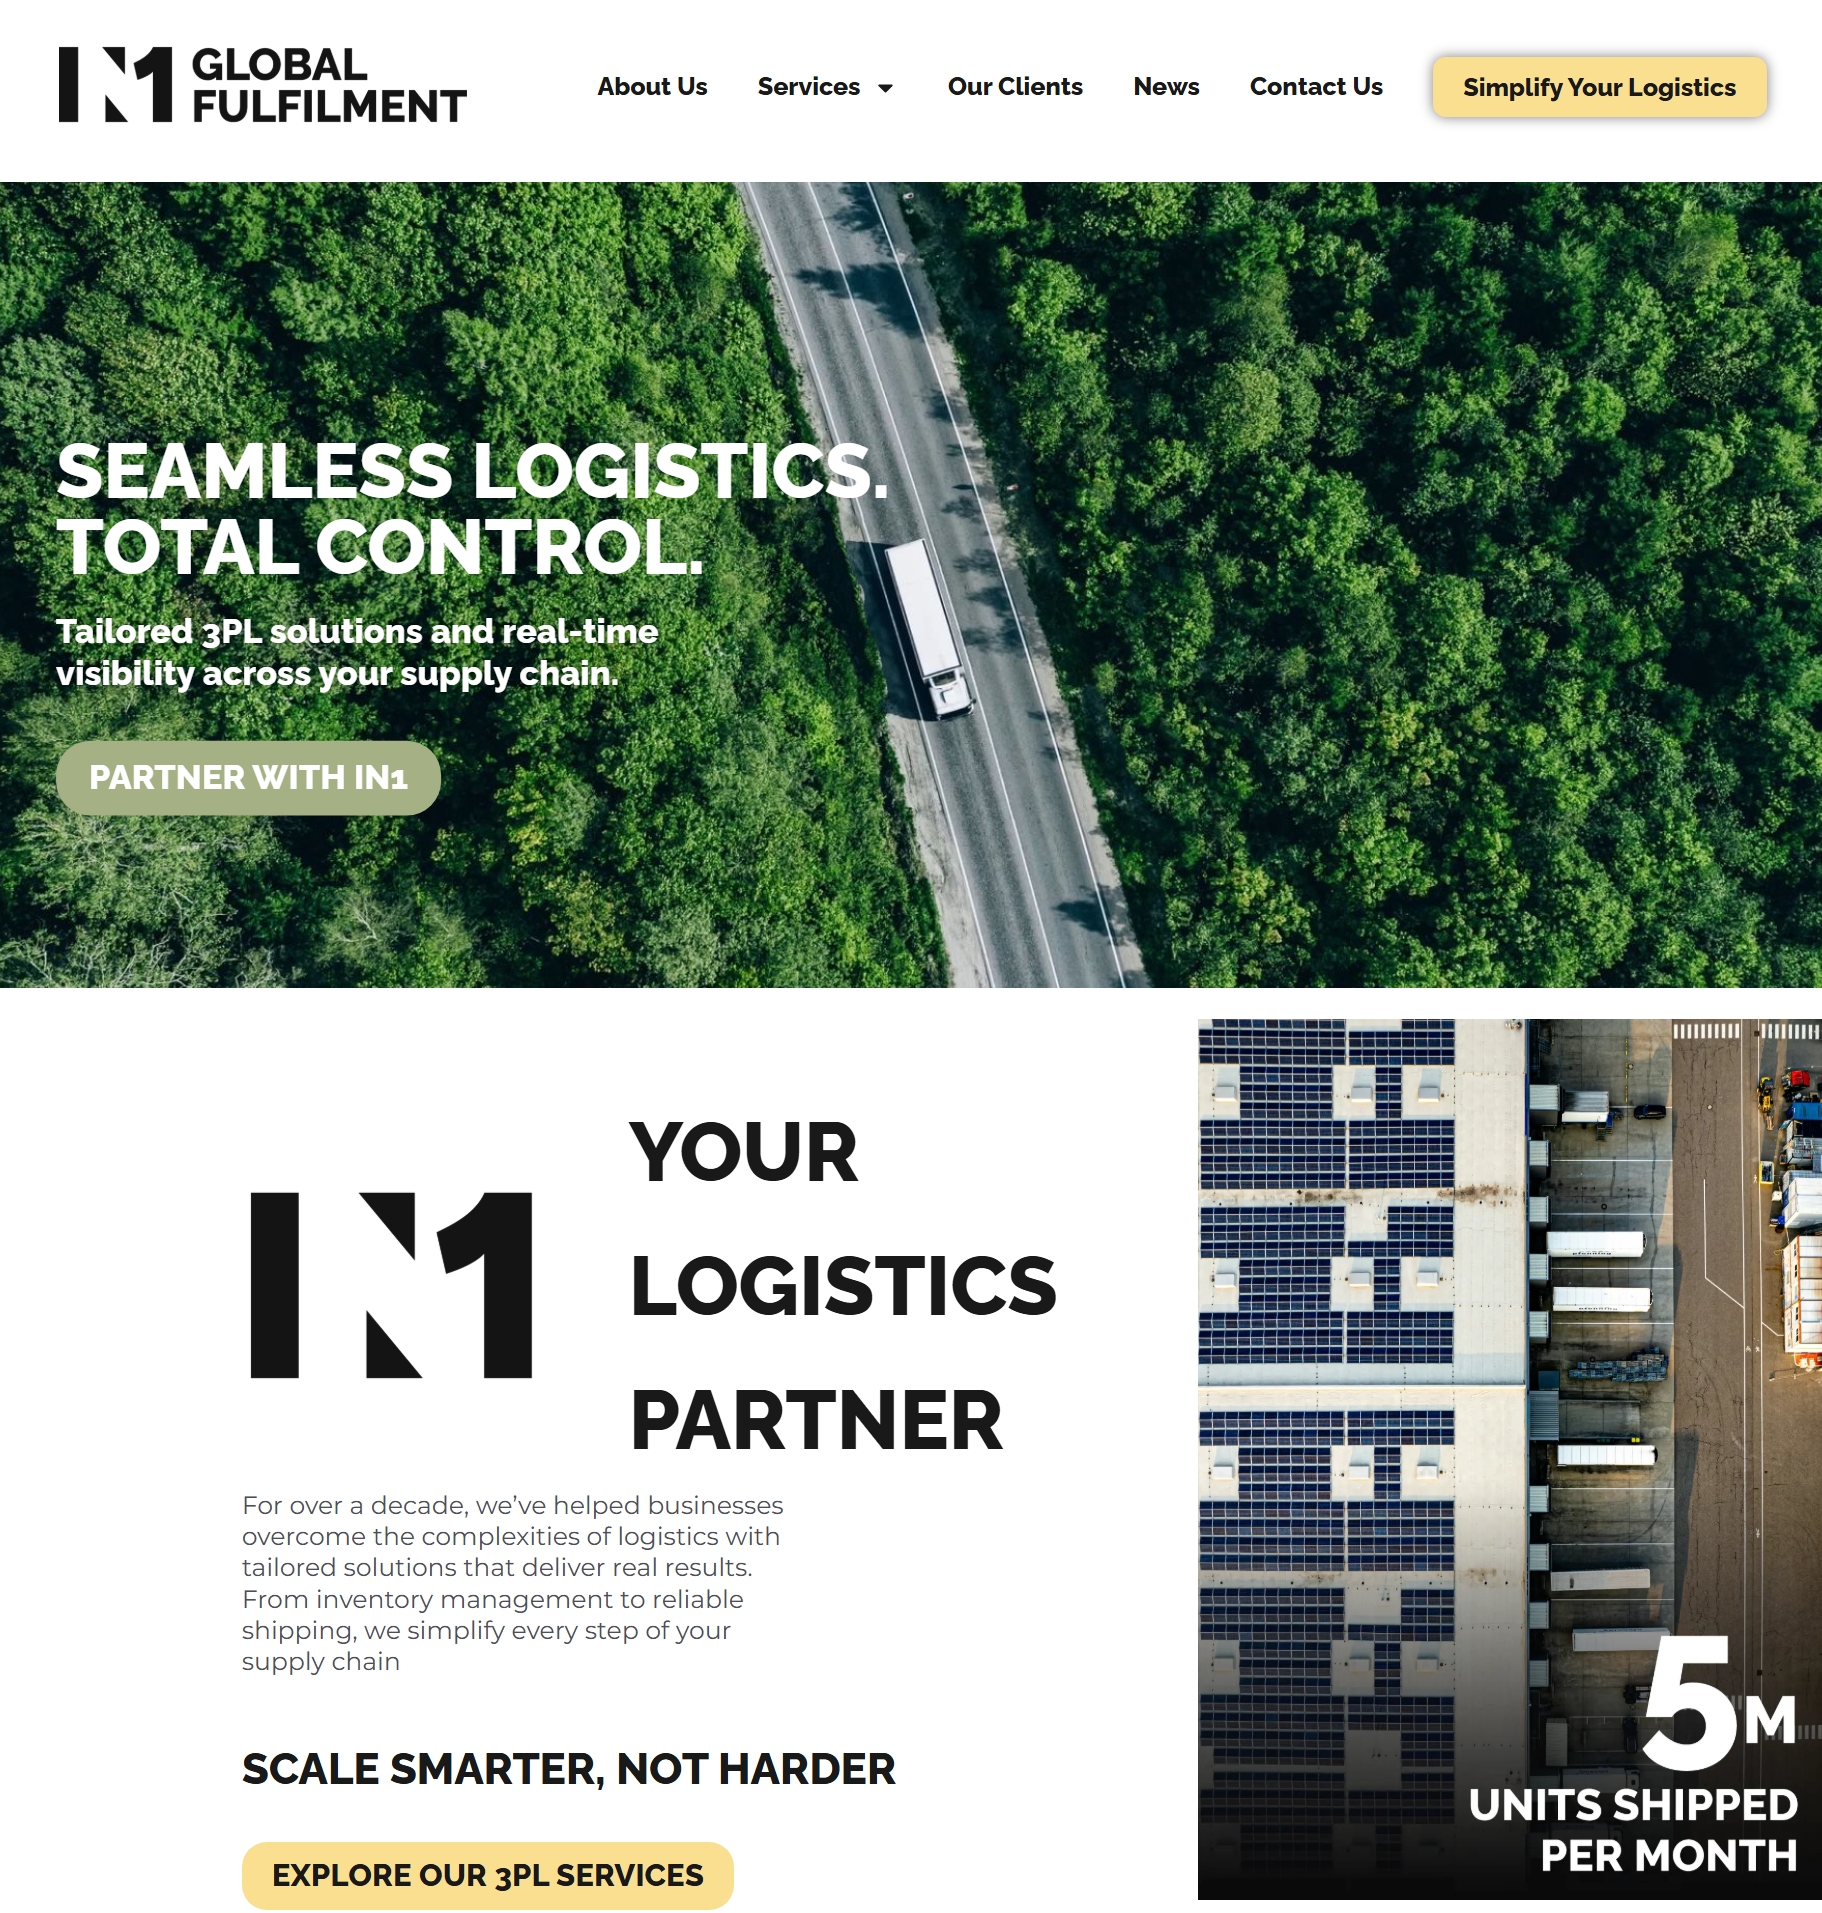 IN1 GLOBAL
FULFILMENT
About Us
Services
Our Clients
News
Contact Us
Simplify Your Logistics
SEAMLESS LOGISTICS.
TOTAL CONTROL.
Tailored 3PL solutions and real-time
visibility across your supply chain.
PARTNER WITH IN1
IN1
YOUR
LOGISTICS
PARTNER
For over a decade, we’ve helped businesses
overcome the complexities of logistics with
tailored solutions that deliver real results.
From inventory management to reliable
shipping, we simplify every step of your
supply chain
SCALE SMARTER, NOT HARDER
EXPLORE OUR 3PL SERVICES
5M
UNITS SHIPPED
PER MONTH